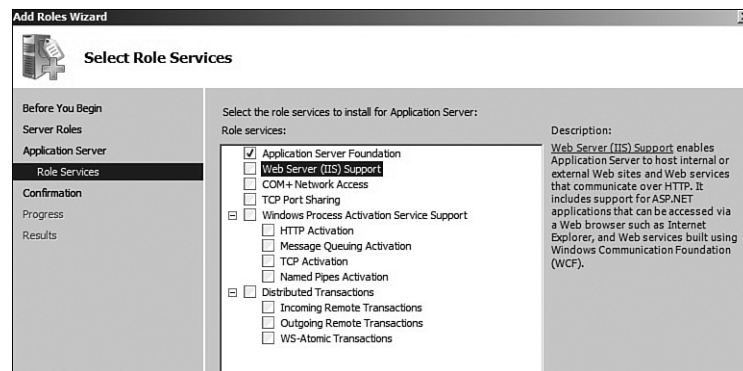 Add Roles Wizard
Select Role Services
Before You Begin
Server Roles
Application Server
Role Services
Confirmation
Progress
Results
Select the role services to install for Application Server:
Role services:
Application Server Foundation
Web Server (IIS) Support
COM+ Network Access
TCP Port Sharing
Windows Process Activation Service Support
HTTP Activation
Message Queuing Activation
TCP Activation
Named Pipes Activation
Distributed Transactions
Incoming Remote Transactions
Outgoing Remote Transactions
WS-Atomic Transactions
Description:
Web Server (IIS) Support enables
Application Server to host internal or
external Web sites and Web services
that communicate over HTTP. It
includes support for ASP.NET
applications that can be accessed via
a Web browser such as Internet
Explorer, and Web services built using
Windows Communication Foundation
(WCF).